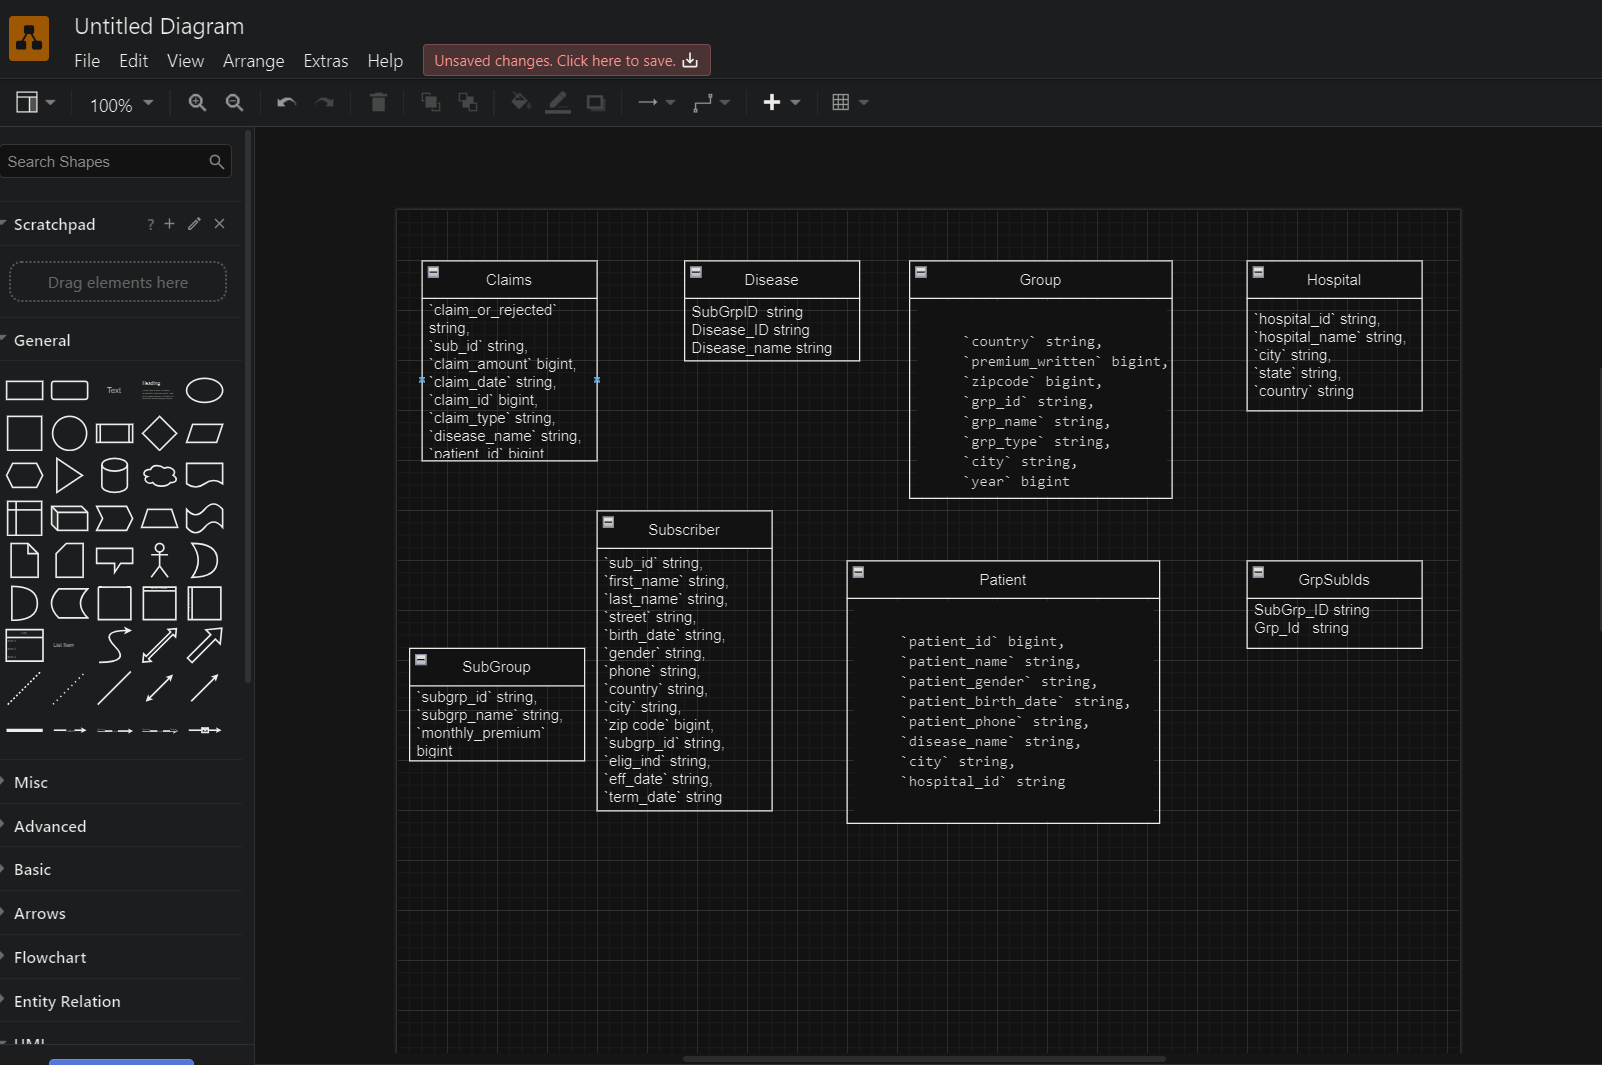 Untitled Diagram
File Edit View Arrange Extras Help Unsaved changes. Click here to save.
100%
Search Shapes
Scratchpad ?
Drag elements here
General
Text
Heading
List Item
Misc
Advanced
Basic
Arrows
Flowchart
Entity Relation
UML
Claims
`claim_or_rejected`
string,
`sub_id` string,
`claim_amount` bigint,
`claim_date` string,
`claim_id` bigint,
`claim_type` string,
`disease_name` string,
`patient_id` bigint
Disease
SubGrpID  string
Disease_ID string
Disease_name string
Group
`country` string,
`premium_written` bigint,
`zipcode` bigint,
`grp_id` string,
`grp_name` string,
`grp_type` string,
`city` string,
`year` bigint
Hospital
`hospital_id` string,
`hospital_name` string,
`city` string,
`state` string,
`country` string
Subscriber
`sub_id` string,
`first_name` string,
`last_name` string,
`street` string,
`birth_date` string,
`gender` string,
`phone` string,
`country` string,
`city` string,
`zip code` bigint,
`subgrp_id` string,
`elig_ind` string,
`eff_date` string,
`term_date` string
Patient
`patient_id` bigint,
`patient_name` string,
`patient_gender` string,
`patient_birth_date` string,
`patient_phone` string,
`disease_name` string,
`city` string,
`hospital_id` string
GrpSubIds
SubGrp_ID string
Grp_Id   string
SubGroup
`subgrp_id` string,
`subgrp_name` string,
`monthly_premium`
bigint